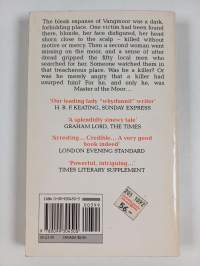 The bleak expanse of Vangmoor was a dark,
forbidding place. One victim had been found
there, blonde, her face disfigured, her head
shorn close to the scalp – killed without
motive or mercy. Then a second woman went
missing on the moor, and a sense of utter
dread gripped the fifty local men who
searched for her. Someone watched them in
that treacherous place. Was he a killer? Or
was he merely angry that a killer had
usurped him? For he, and only he, was
Master of the Moor...
'Our leading lady "whydunnit" writer'
H. R. F. KEATING, SUNDAY EXPRESS
'A splendidly sinewy tale'
GRAHAM LORD, THE TIMES
'Arresting... Credible... A very good
book indeed'
LONDON EVENING STANDARD
'Powerful, intriguing...'
TIMES LITERARY SUPPLEMENT
56.-